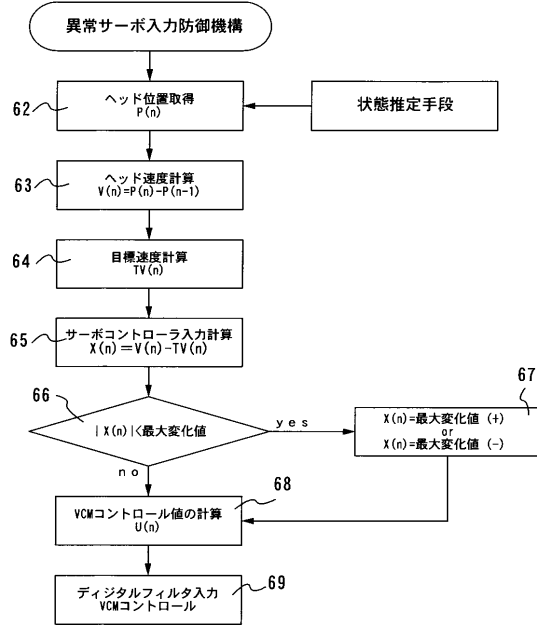 異常サーボ入力防御機構
62
ヘッド位置取得
P(n)
状態推定手段
63
ヘッド速度計算
V(n)=P(n)-P(n-1)
64
目標速度計算
TV(n)
65
サーボコントローラ入力計算
X(n)=V(n)-TV(n)
66
|X(n)|<最大変化値
yes
67
X(n)=最大変化値(+)
or
X(n)=最大変化値(-)
no
68
VCMコントロール値の計算
U(n)
69
ディジタルフィルタ入力
VCMコントロール